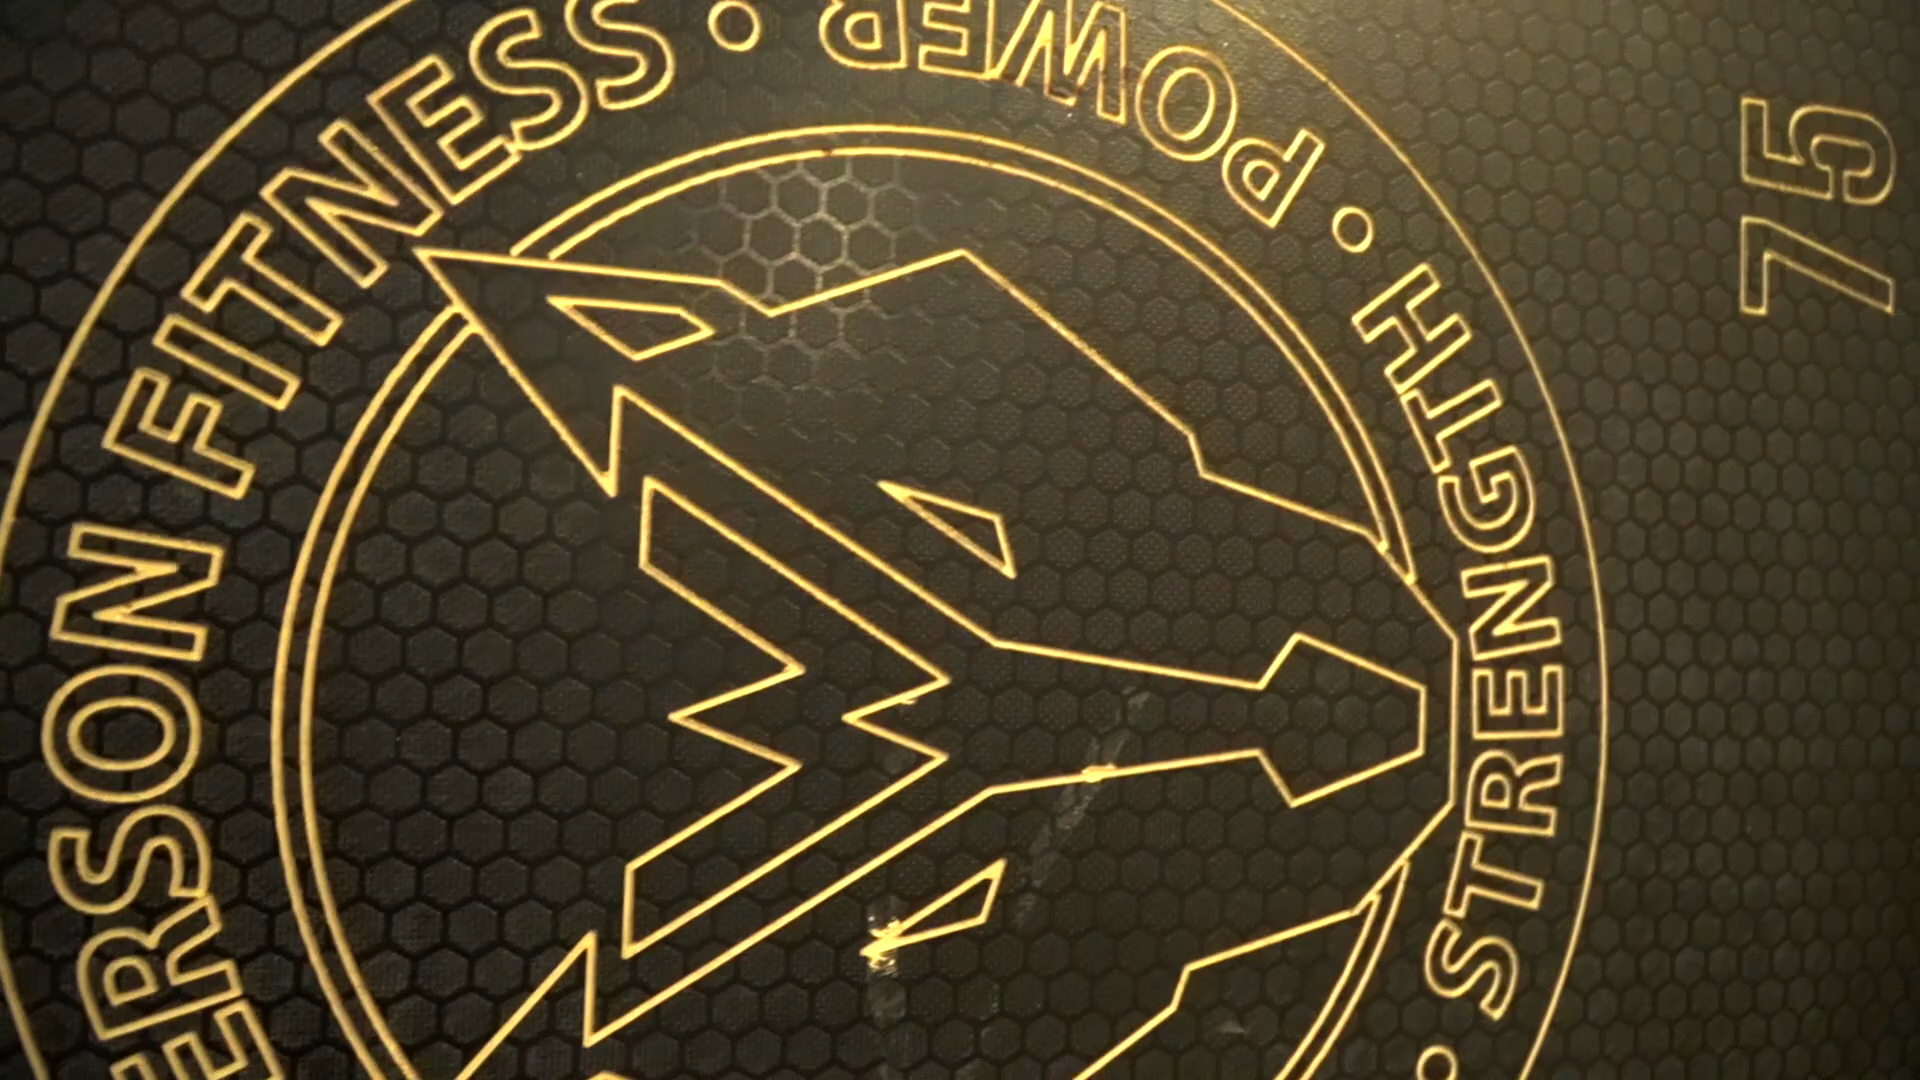 ERSON FITNESS • POWER • STRENGTH •
75